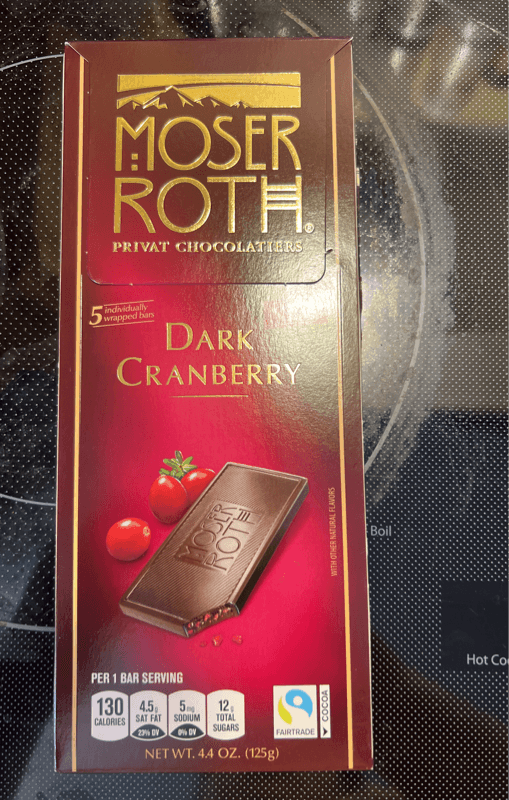 MOSER
ROTH®
PRIVAT CHOCOLATIERS
5 individually
wrapped bars
DARK
CRANBERRY
MOSER
ROTH
WITH OTHER NATURAL FLAVORS
Boil
Hot Co
PER 1 BAR SERVING
130
CALORIES
4.5g
SAT FAT
23% DV
5mg
SODIUM
0% DV
12g
TOTAL
SUGARS
FAIRTRADE
COCOA
NET WT. 4.4 OZ. (125g)